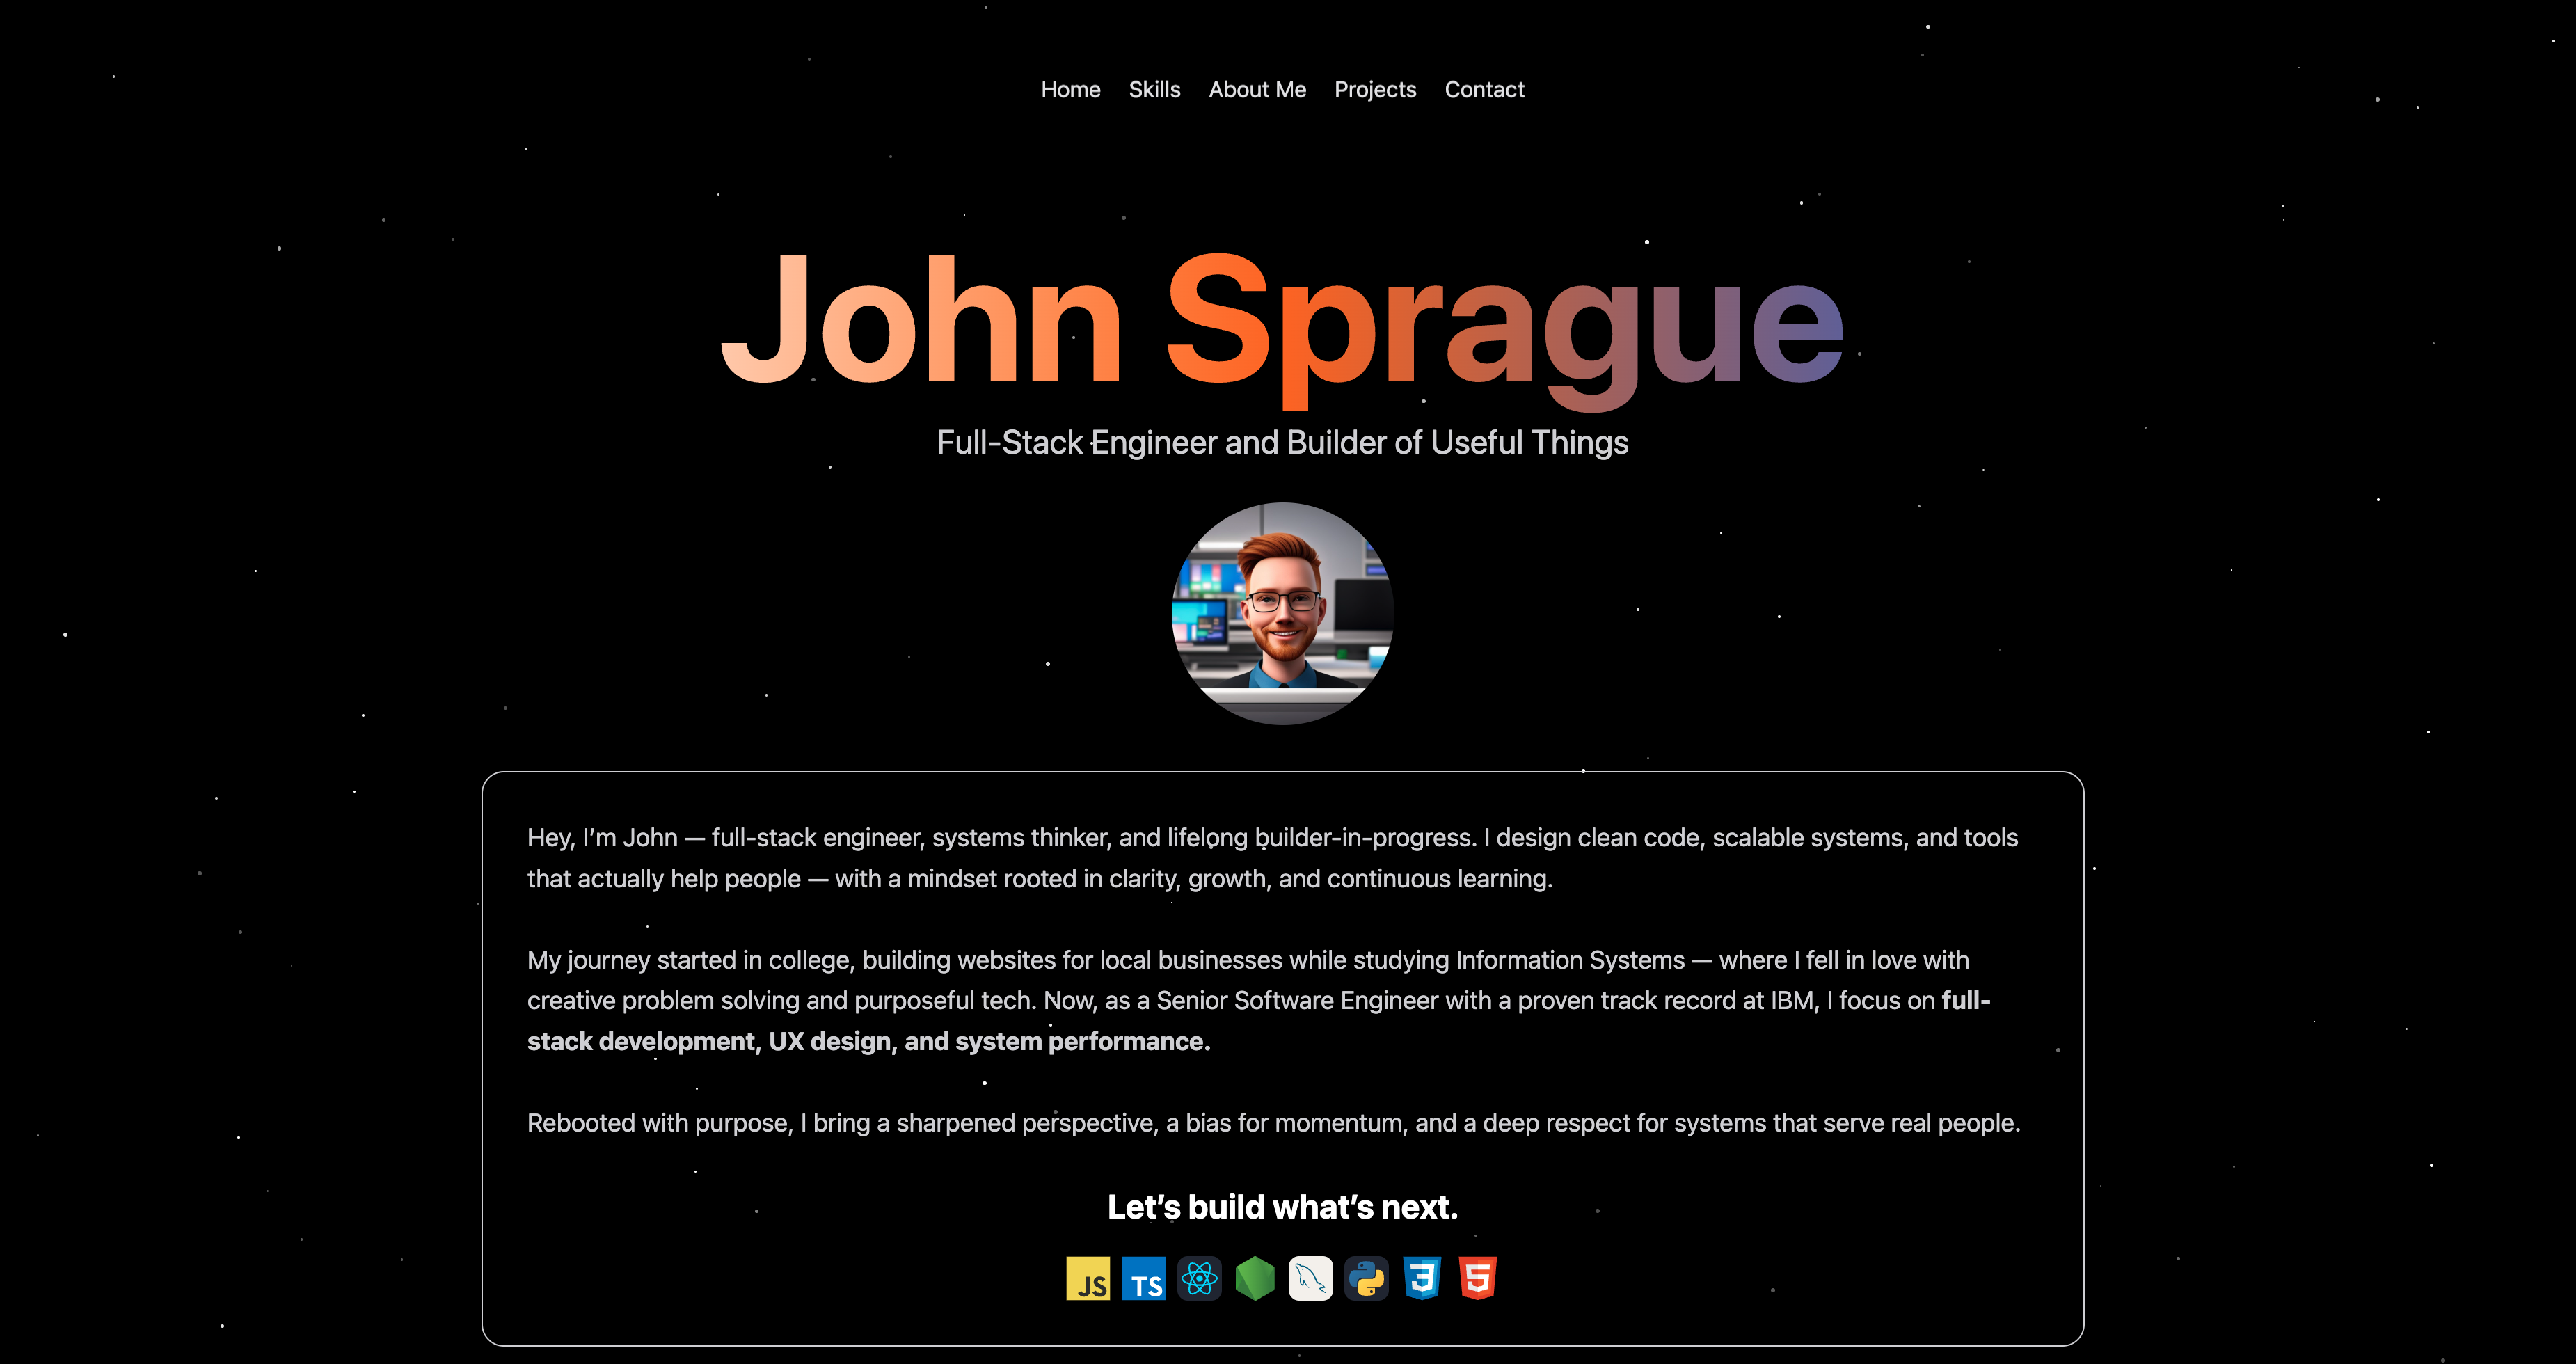 Home Skills About Me Projects Contact
John Sprague
Full-Stack Engineer and Builder of Useful Things
Hey, I’m John — full-stack engineer, systems thinker, and lifelong builder-in-progress. I design clean code, scalable systems, and tools
that actually help people — with a mindset rooted in clarity, growth, and continuous learning.
My journey started in college, building websites for local businesses while studying Information Systems — where I fell in love with
creative problem solving and purposeful tech. Now, as a Senior Software Engineer with a proven track record at IBM, I focus on full-
stack development, UX design, and system performance.
Rebooted with purpose, I bring a sharpened perspective, a bias for momentum, and a deep respect for systems that serve real people.
Let’s build what’s next.
JS TS 3 5